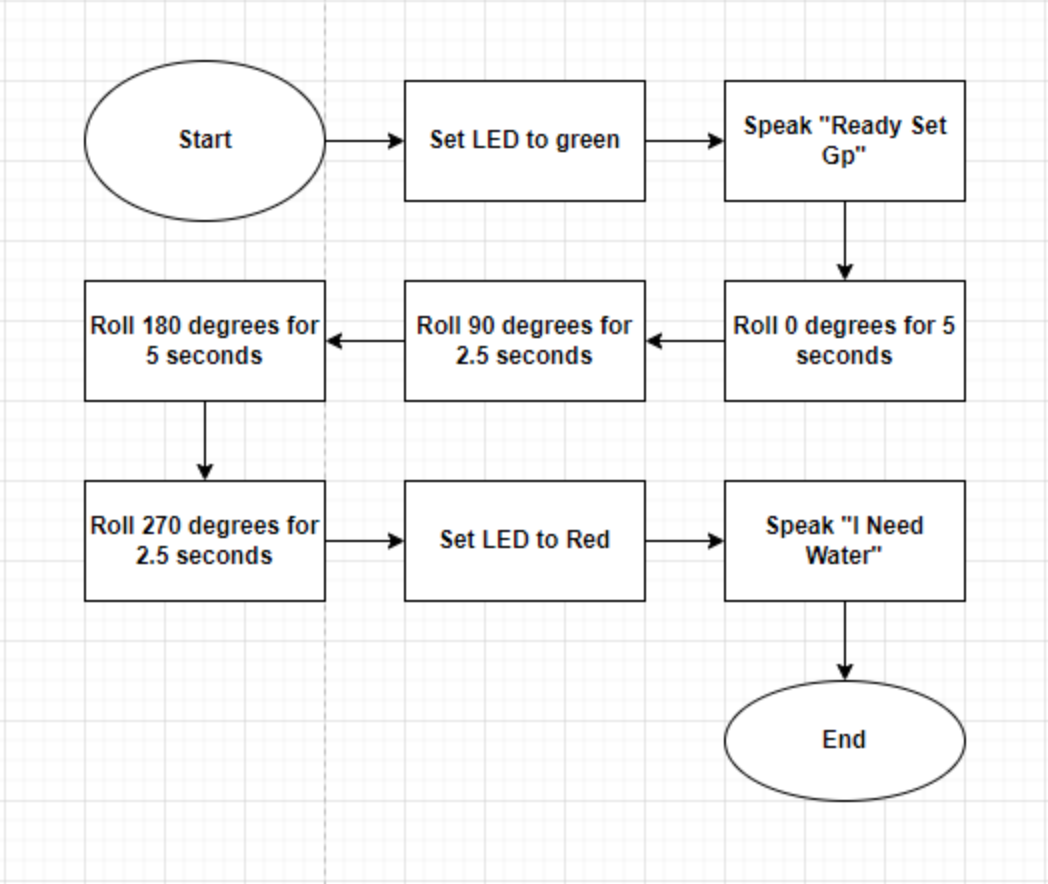 Start
Set LED to green
Speak "Ready Set
Gp"
Roll 0 degrees for 5
seconds
Roll 90 degrees for
2.5 seconds
Roll 180 degrees for
5 seconds
Roll 270 degrees for
2.5 seconds
Set LED to Red
Speak "I Need
Water"
End